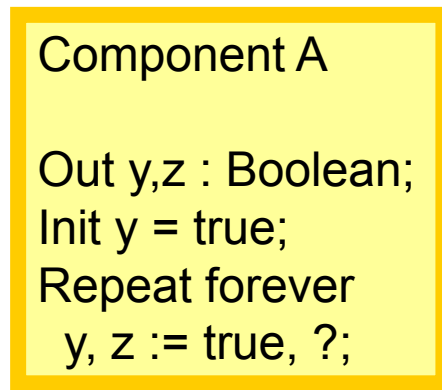 Component A
Out y,z : Boolean;
Init y = true;
Repeat forever
y, z := true, ?;